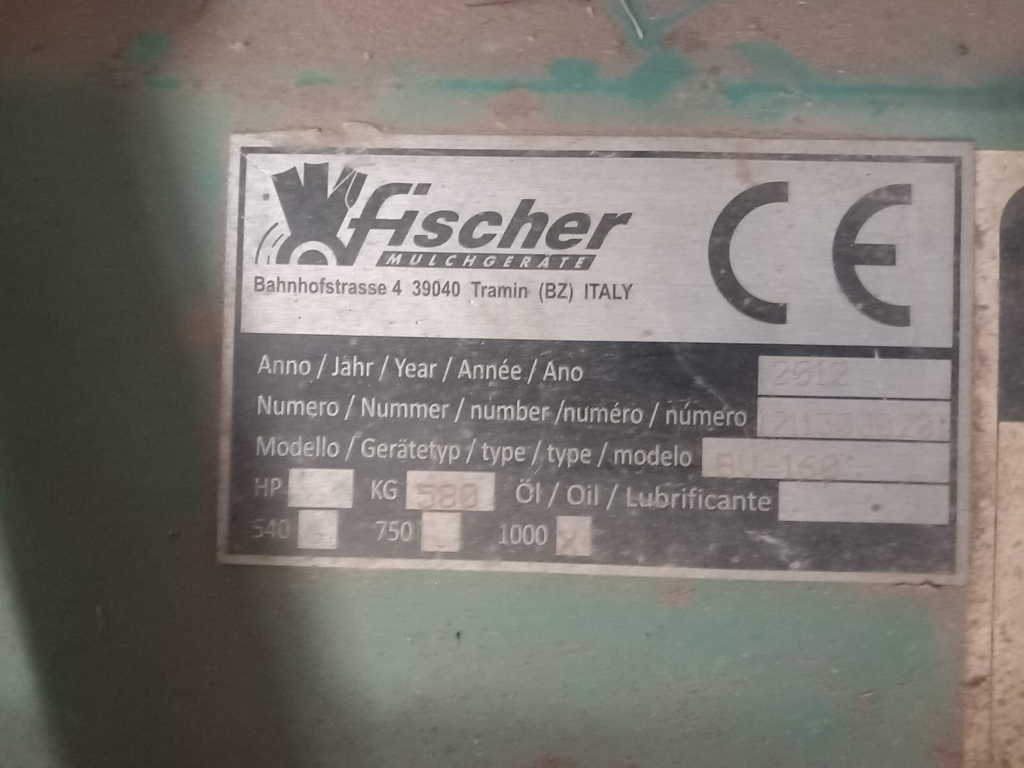 fischer
MULCHGERÄTE
Bahnhofstrasse 4 39040 Tramin (BZ) ITALY
CE
Anno / Jahr / Year / Année / Ano 2012
Numero / Nummer / number /numéro / número
Modello / Gerätetyp / type / type / modelo
HP KG 580 Öl / Oil / Lubrificante
540 750 1000 X